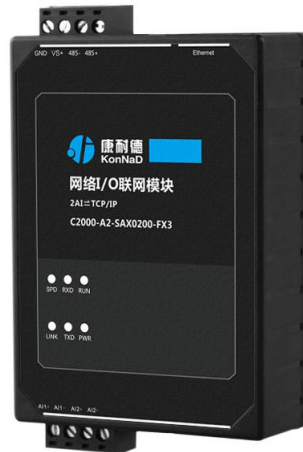 GND VS+ 485- 485+ Ethernet
康耐德
KonNaD
网络I/O联网模块
2AI⇌TCP/IP
C2000-A2-SAX0200-FX3
SPD RXD RUN
LINK TXD PWR
AI1+ AI1- AI2+ AI2-